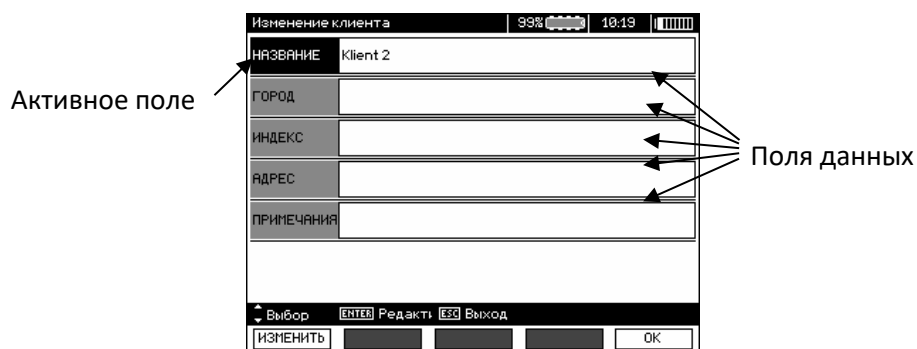 Изменение клиента 99% 10:19
НАЗВАНИЕ Klient 2
Активное поле
ГОРОД
ИНДЕКС
Поля данных
АДРЕС
ПРИМЕЧАНИЯ
Выбор ENTER Редакть ESC Выход
ИЗМЕНИТЬ OK